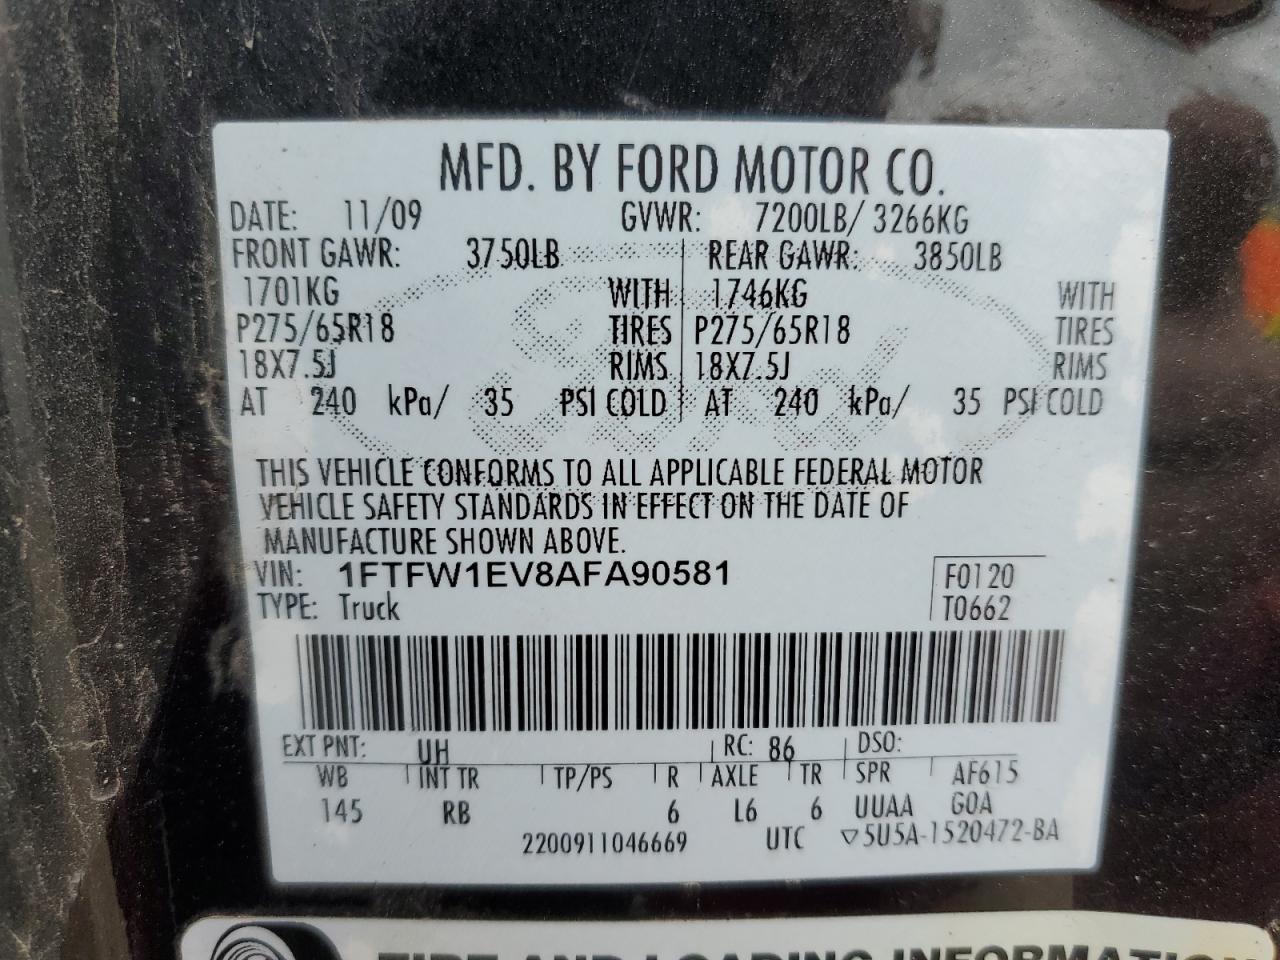 MFD. BY FORD MOTOR CO.
DATE: 11/09 GVWR: 7200LB/ 3266KG
FRONT GAWR: 3750LB REAR GAWR: 3850LB
1701KG WITH 1746KG WITH
P275/65R18 TIRES P275/65R18 TIRES
18X7.5J RIMS 18X7.5J RIMS
AT 240 kPa/ 35 PSI COLD AT 240 kPa/ 35 PSI COLD
THIS VEHICLE CONFORMS TO ALL APPLICABLE FEDERAL MOTOR
VEHICLE SAFETY STANDARDS IN EFFECT ON THE DATE OF
MANUFACTURE SHOWN ABOVE.
VIN: 1FTFW1EV8AFA90581 F0120
TYPE: Truck T0662
EXT PNT: UH RC: 86 DSO:
WB INT TR TP/PS R AXLE TR SPR AF615
145 RB 6 L6 6 UUAA GOA
2200911046669 UTC ▽5U5A-1520472-BA
TIRE AND LOADING INFORMATION